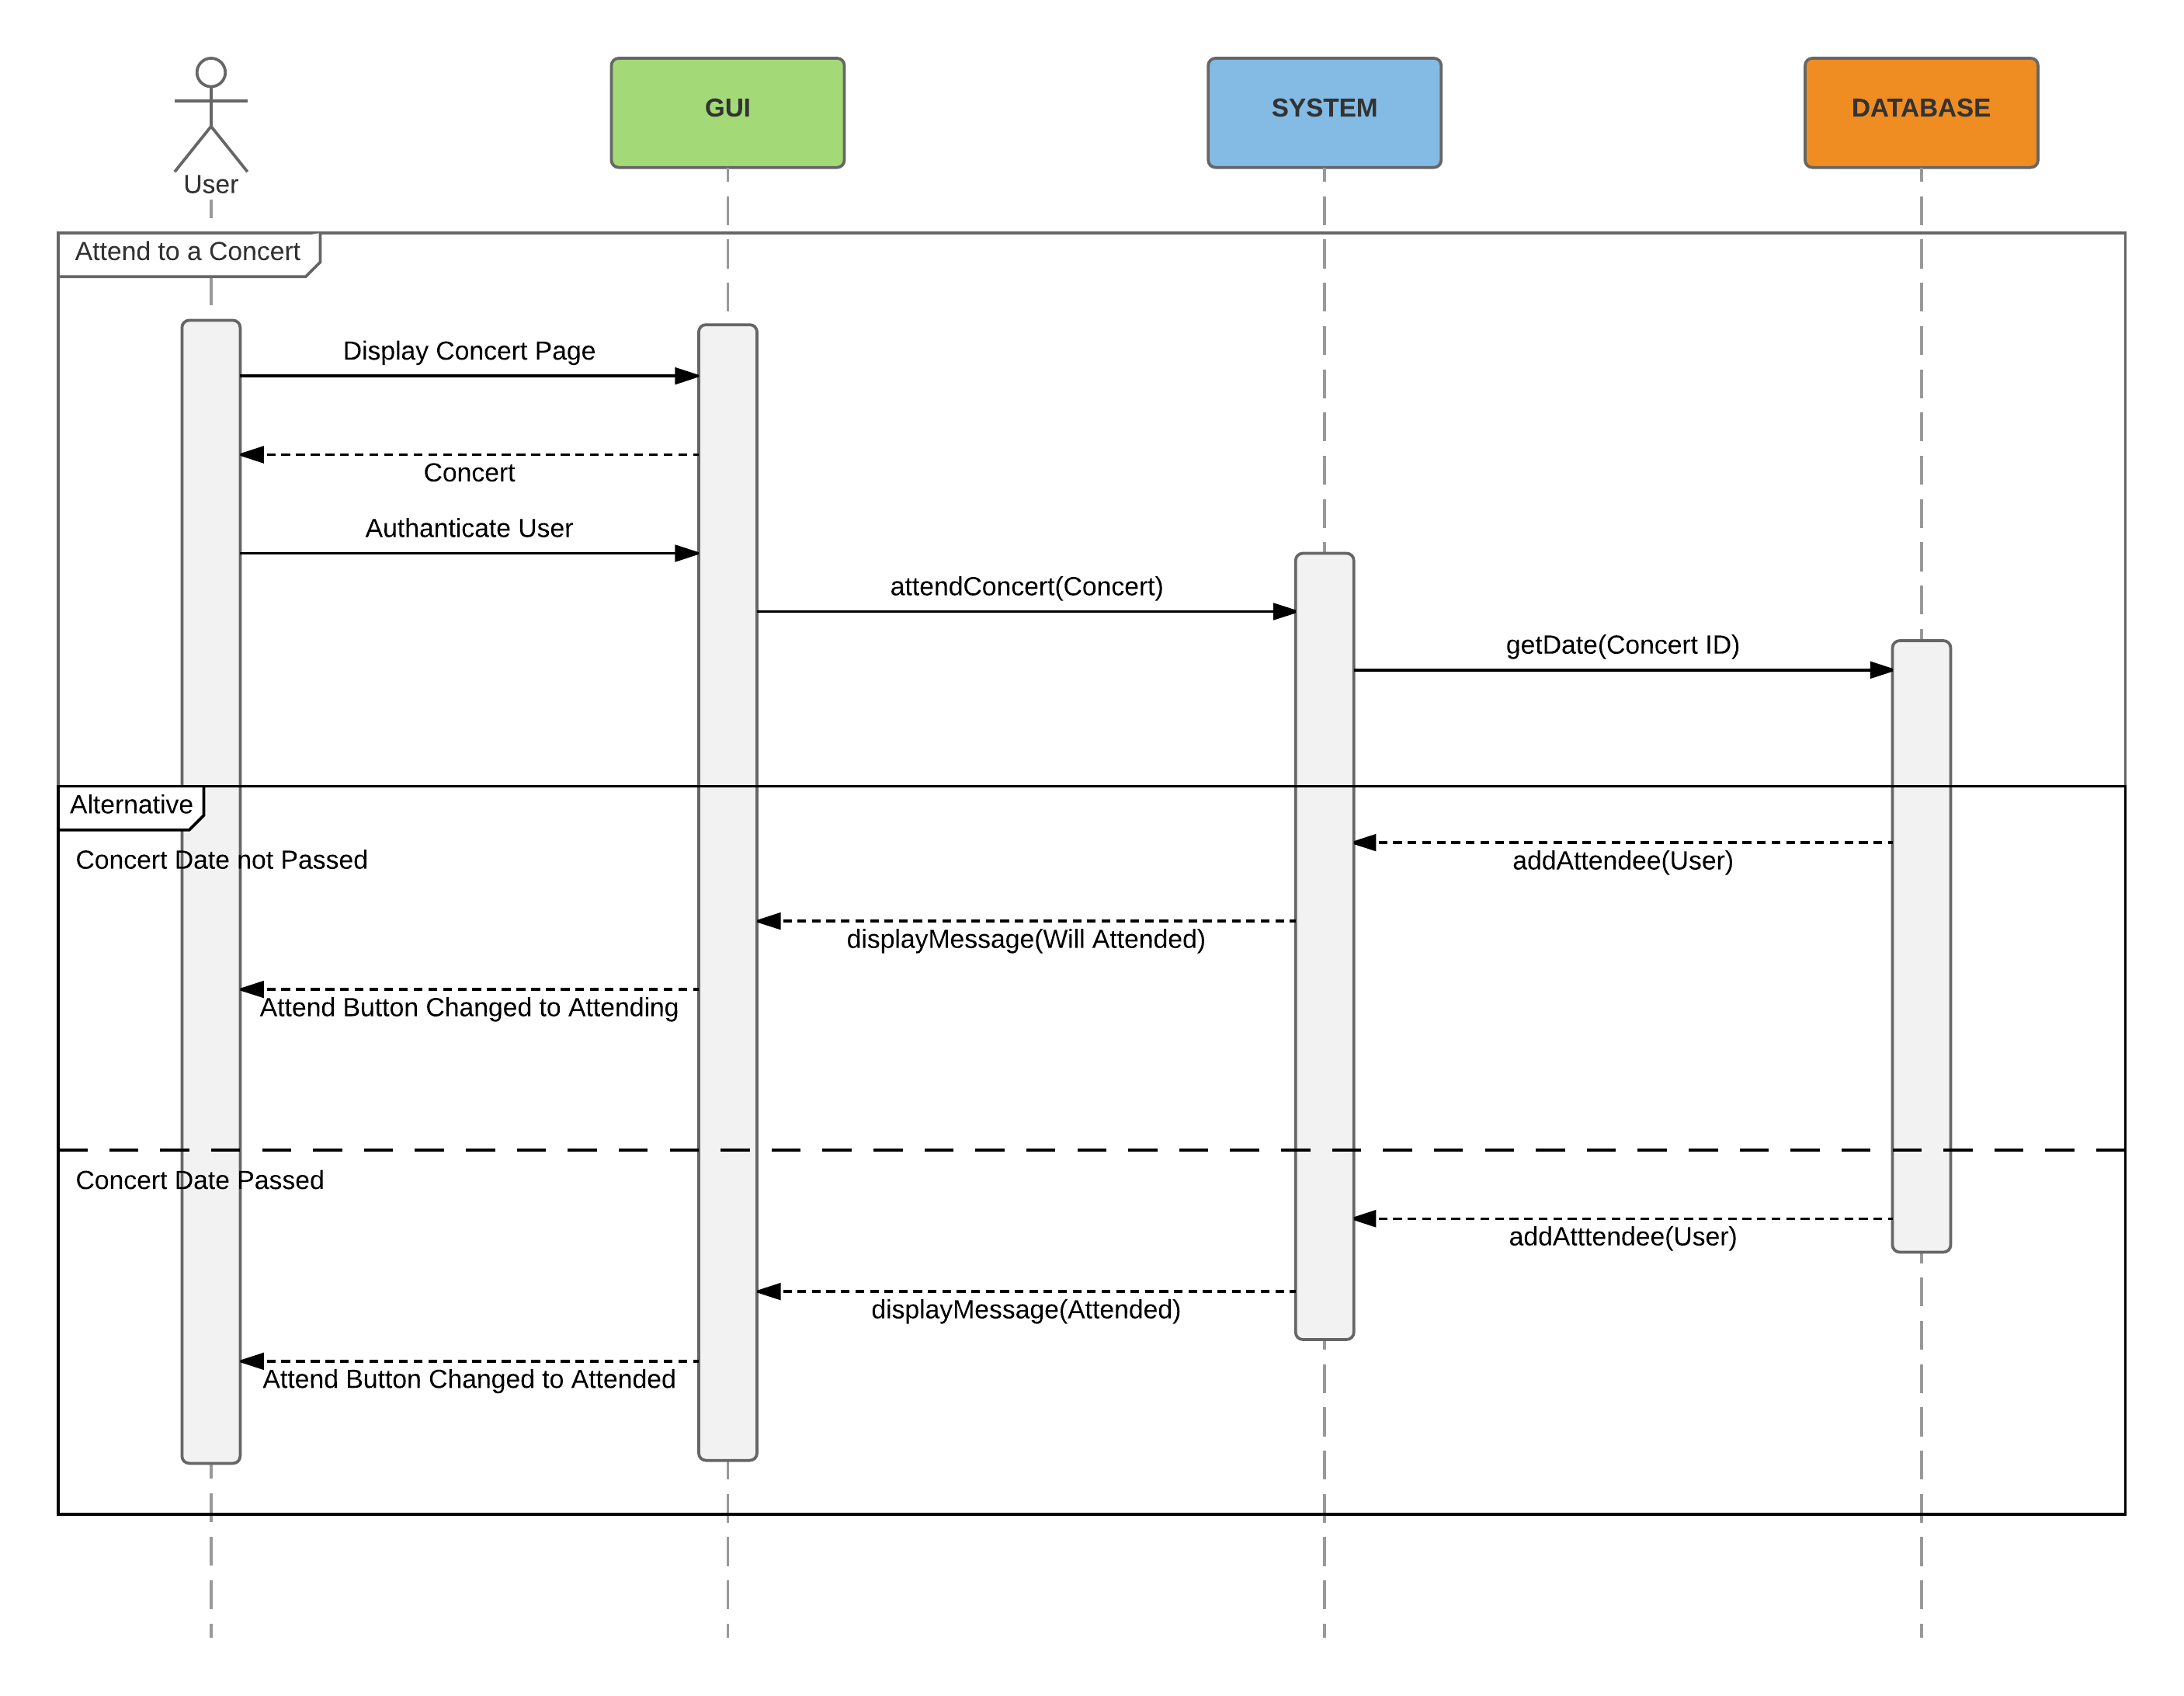 User
GUI
SYSTEM
DATABASE
Attend to a Concert
Display Concert Page
Concert
Authanticate User
attendConcert(Concert)
getDate(Concert ID)
Alternative
Concert Date not Passed
addAttendee(User)
displayMessage(Will Attended)
Attend Button Changed to Attending
Concert Date Passed
addAtttendee(User)
displayMessage(Attended)
Attend Button Changed to Attended